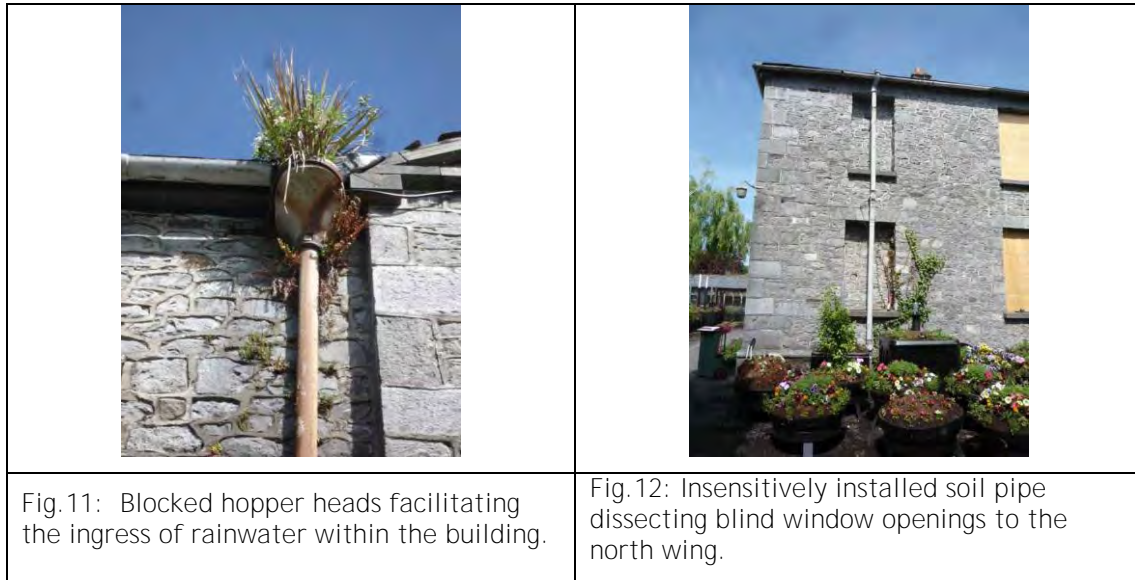 Fig.11: Blocked hopper heads facilitating
the ingress of rainwater within the building.
Fig.12: Insensitively installed soil pipe
dissecting blind window openings to the
north wing.